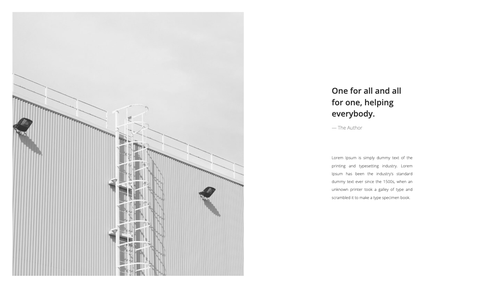 One for all and all
for one, helping
everybody.
— The Author
Lorem Ipsum is simply dummy text of the
printing and typesetting industry. Lorem
Ipsum has been the industry's standard
dummy text ever since the 1500s, when an
unknown printer took a galley of type and
scrambled it to make a type specimen book.